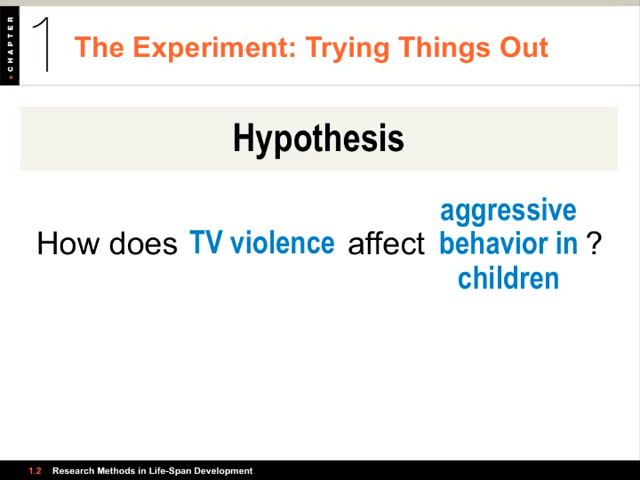 CHAPTER
1
The Experiment: Trying Things Out
Hypothesis
How does TV violence affect aggressive behavior in children ?
1.2 Research Methods in Life-Span Development